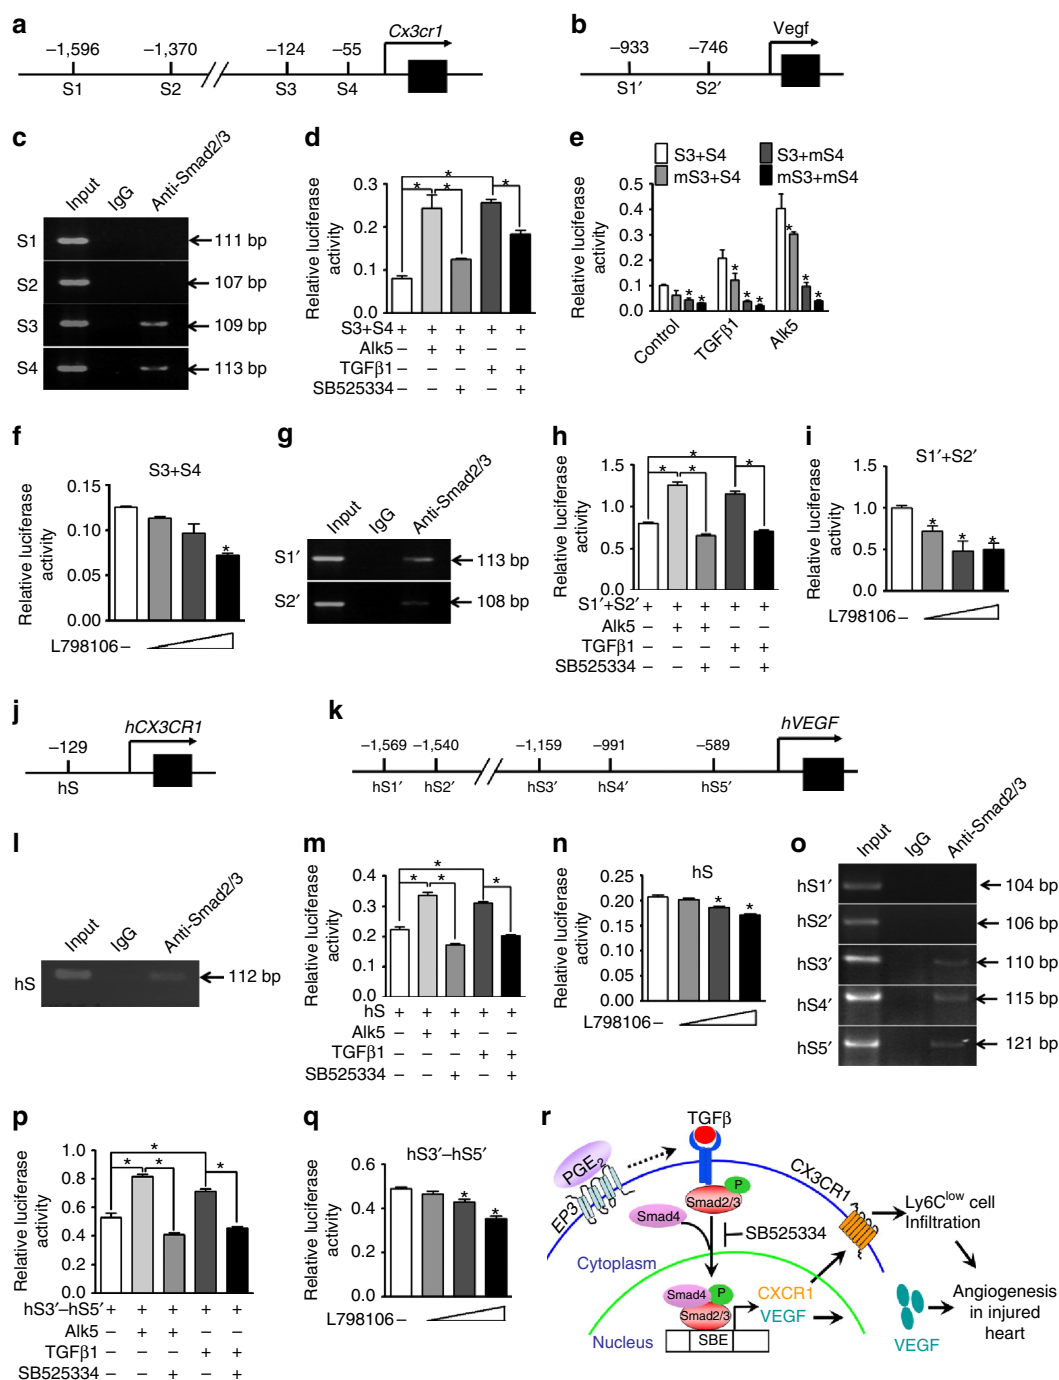 a
Cx3cr1
–1,596
–1,370
–124
–55
S1
S2
S3
S4
b
Vegf
–933
–746
S1′
S2′
c
Input
IgG
Anti-Smad2/3
S1
111 bp
S2
107 bp
S3
109 bp
S4
113 bp
d
Relative luciferase activity
0.3
0.2
0.1
0.0
* * * *
S3+S4 + + + + +
Alk5 – + + – –
TGFβ1 – – – + +
SB525334 – – + – +
e
S3+S4
S3+mS4
mS3+S4
mS3+mS4
Relative luciferase activity
0.5
0.4
0.3
0.2
0.1
0.0
* * * * * * * *
Control
TGFβ1
Alk5
f
S3+S4
Relative luciferase activity
0.15
0.10
0.05
0.00
*
L798106 –
g
Input
IgG
Anti-Smad2/3
S1′
113 bp
S2′
108 bp
h
Relative luciferase activity
1.5
1.0
0.5
0.0
* * * *
S1′+S2′ + + + + +
Alk5 – + + – –
TGFβ1 – – – + +
SB525334 – – + – +
i
S1′+S2′
Relative luciferase activity
1.5
1.0
0.5
0.0
* * *
L798106 –
j
hCX3CR1
–129
hS
k
hVEGF
–1,569
–1,540
–1,159
–991
–589
hS1′
hS2′
hS3′
hS4′
hS5′
l
Input
IgG
Anti-Smad2/3
hS
112 bp
m
Relative luciferase activity
0.4
0.3
0.2
0.1
0.0
* * * *
hS + + + + +
Alk5 – + + – –
TGFβ1 – – – + +
SB525334 – – + – +
n
hS
Relative luciferase activity
0.25
0.20
0.15
0.10
0.05
0.00
* *
L798106 –
o
Input
IgG
Anti-Smad2/3
hS1′
104 bp
hS2′
106 bp
hS3′
110 bp
hS4′
115 bp
hS5′
121 bp
p
Relative luciferase activity
1.0
0.8
0.6
0.4
0.2
0.0
* * * *
hS3′–hS5′ + + + + +
Alk5 – + + – –
TGFβ1 – – – + +
SB525334 – – + – +
q
hS3′–hS5′
Relative luciferase activity
0.6
0.4
0.2
0.0
* *
L798106 –
r
TGFβ
PGE2
EP3
P
Smad2/3
Smad4
SB525334
CX3CR1
Ly6Clow cell
Infiltration
Cytoplasm
Smad4
P
Smad2/3
CXCR1
VEGF
SBE
Nucleus
VEGF
Angiogenesis
in injured
heart